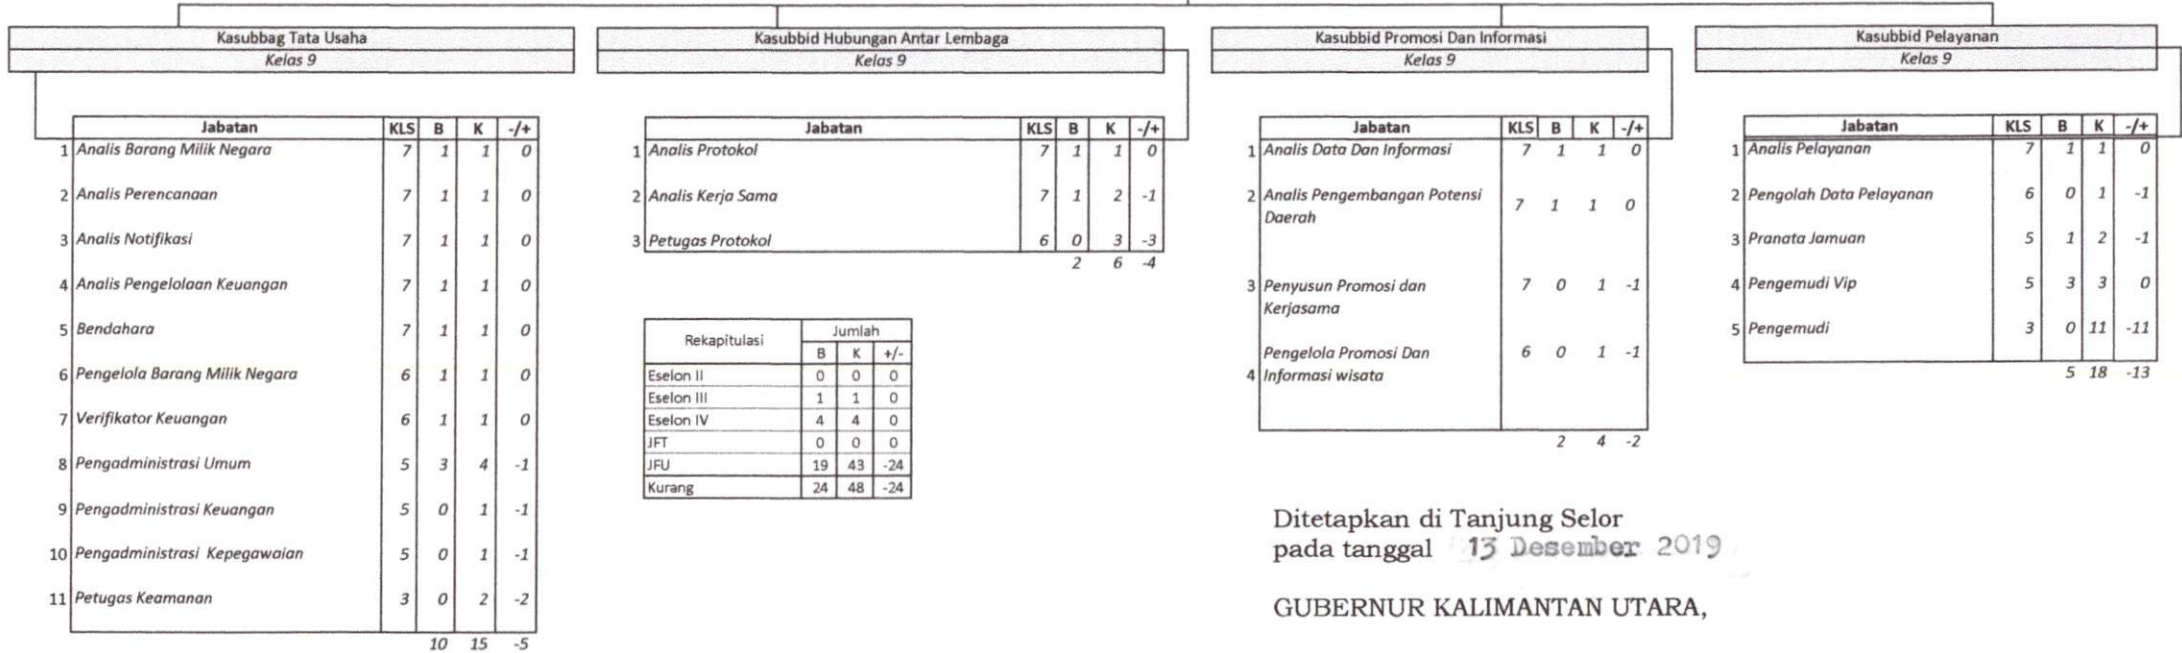 Kasubbag Tata Usaha
Kelas 9
Jabatan KLS B K -/+
1 Analis Barang Milik Negara 7 1 1 0
2 Analis Perencanaan 7 1 1 0
3 Analis Notifikasi 7 1 1 0
4 Analis Pengelolaan Keuangan 7 1 1 0
5 Bendahara 7 1 1 0
6 Pengelola Barang Milik Negara 6 1 1 0
7 Verifikator Keuangan 6 1 1 0
8 Pengadministrasi Umum 5 3 4 -1
9 Pengadministrasi Keuangan 5 0 1 -1
10 Pengadministrasi Kepegawaian 5 0 1 -1
11 Petugas Keamanan 3 0 2 -2
10 15 -5
Kasubbid Hubungan Antar Lembaga
Kelas 9
Jabatan KLS B K -/+
1 Analis Protokol 7 1 1 0
2 Analis Kerja Sama 7 1 2 -1
3 Petugas Protokol 6 0 3 -3
2 6 -4
Rekapitulasi Jumlah
B K +/-
Eselon II 0 0 0
Eselon III 1 1 0
Eselon IV 4 4 0
JFT 0 0 0
JFU 19 43 -24
Kurang 24 48 -24
Kasubbid Promosi Dan Informasi
Kelas 9
Jabatan KLS B K -/+
1 Analis Data Dan Informasi 7 1 1 0
2 Analis Pengembangan Potensi 7 1 1 0
Daerah
3 Penyusun Promosi dan 7 0 1 -1
Kerjasama
Pengelola Promosi Dan 6 0 1 -1
4 Informasi wisata
2 4 -2
Kasubbid Pelayanan
Kelas 9
Jabatan KLS B K -/+
1 Analis Pelayanan 7 1 1 0
2 Pengolah Data Pelayanan 6 0 1 -1
3 Pranata Jamuan 5 1 2 -1
4 Pengemudi Vip 5 3 3 0
5 Pengemudi 3 0 11 -11
5 18 -13
Ditetapkan di Tanjung Selor
pada tanggal 13 Desember 2019
GUBERNUR KALIMANTAN UTARA,